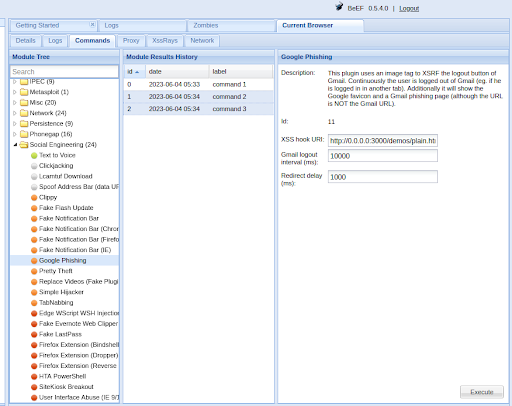 BeEF 0.5.4.0 | Logout
Getting Started
Logs
Zombies
Current Browser
Details
Logs
Commands
Proxy
XssRays
Network
Module Tree
Search
IPEC (9)
Metasploit (1)
Misc (20)
Network (24)
Persistence (9)
Phonegap (16)
Social Engineering (24)
Text to Voice
Clickjacking
Lcamtuf Download
Spoof Address Bar (data UR
Clippy
Fake Flash Update
Fake Notification Bar
Fake Notification Bar (Chron
Fake Notification Bar (Firefo
Fake Notification Bar (IE)
Google Phishing
Pretty Theft
Replace Videos (Fake Plugi
Simple Hijacker
TabNabbing
Edge WScript WSH Injection
Fake Evernote Web Clipper
Fake LastPass
Firefox Extension (Bindshell
Firefox Extension (Dropper)
Firefox Extension (Reverse
HTA PowerShell
SiteKiosk Breakout
User Interface Abuse (IE 9/1
Module Results History
id date label
0 2023-06-04 05:33 command 1
1 2023-06-04 05:34 command 2
2 2023-06-04 05:34 command 3
Google Phishing
Description: This plugin uses an image tag to XSRF the logout button of
Gmail. Continuously the user is logged out of Gmail (eg. if he
is logged in in another tab). Additionally it will show the
Google favicon and a Gmail phishing page (although the URL
is NOT the Gmail URL).
Id: 11
XSS hook URI: http://0.0.0.0:3000/demos/plain.ht
Gmail logout
interval (ms): 10000
Redirect delay
(ms): 1000
Execute